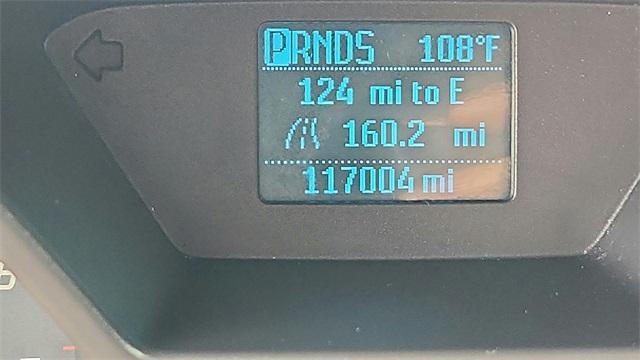 PRNDS 108°F
124 mi to E
160.2 mi
117004 mi